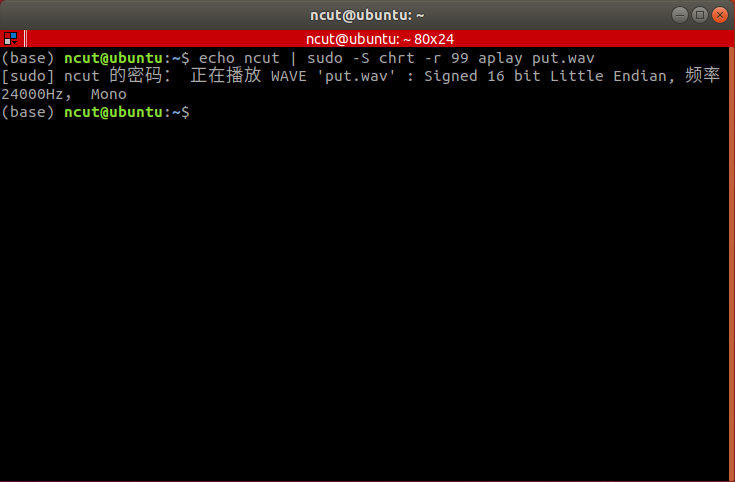 ncut@ubuntu: ~
ncut@ubuntu: ~ 80x24
(base) ncut@ubuntu:~$ echo ncut | sudo -S chrt -r 99 aplay put.wav
[sudo] ncut 的密码： 正在播放 WAVE 'put.wav' : Signed 16 bit Little Endian, 频率
24000Hz， Mono
(base) ncut@ubuntu:~$